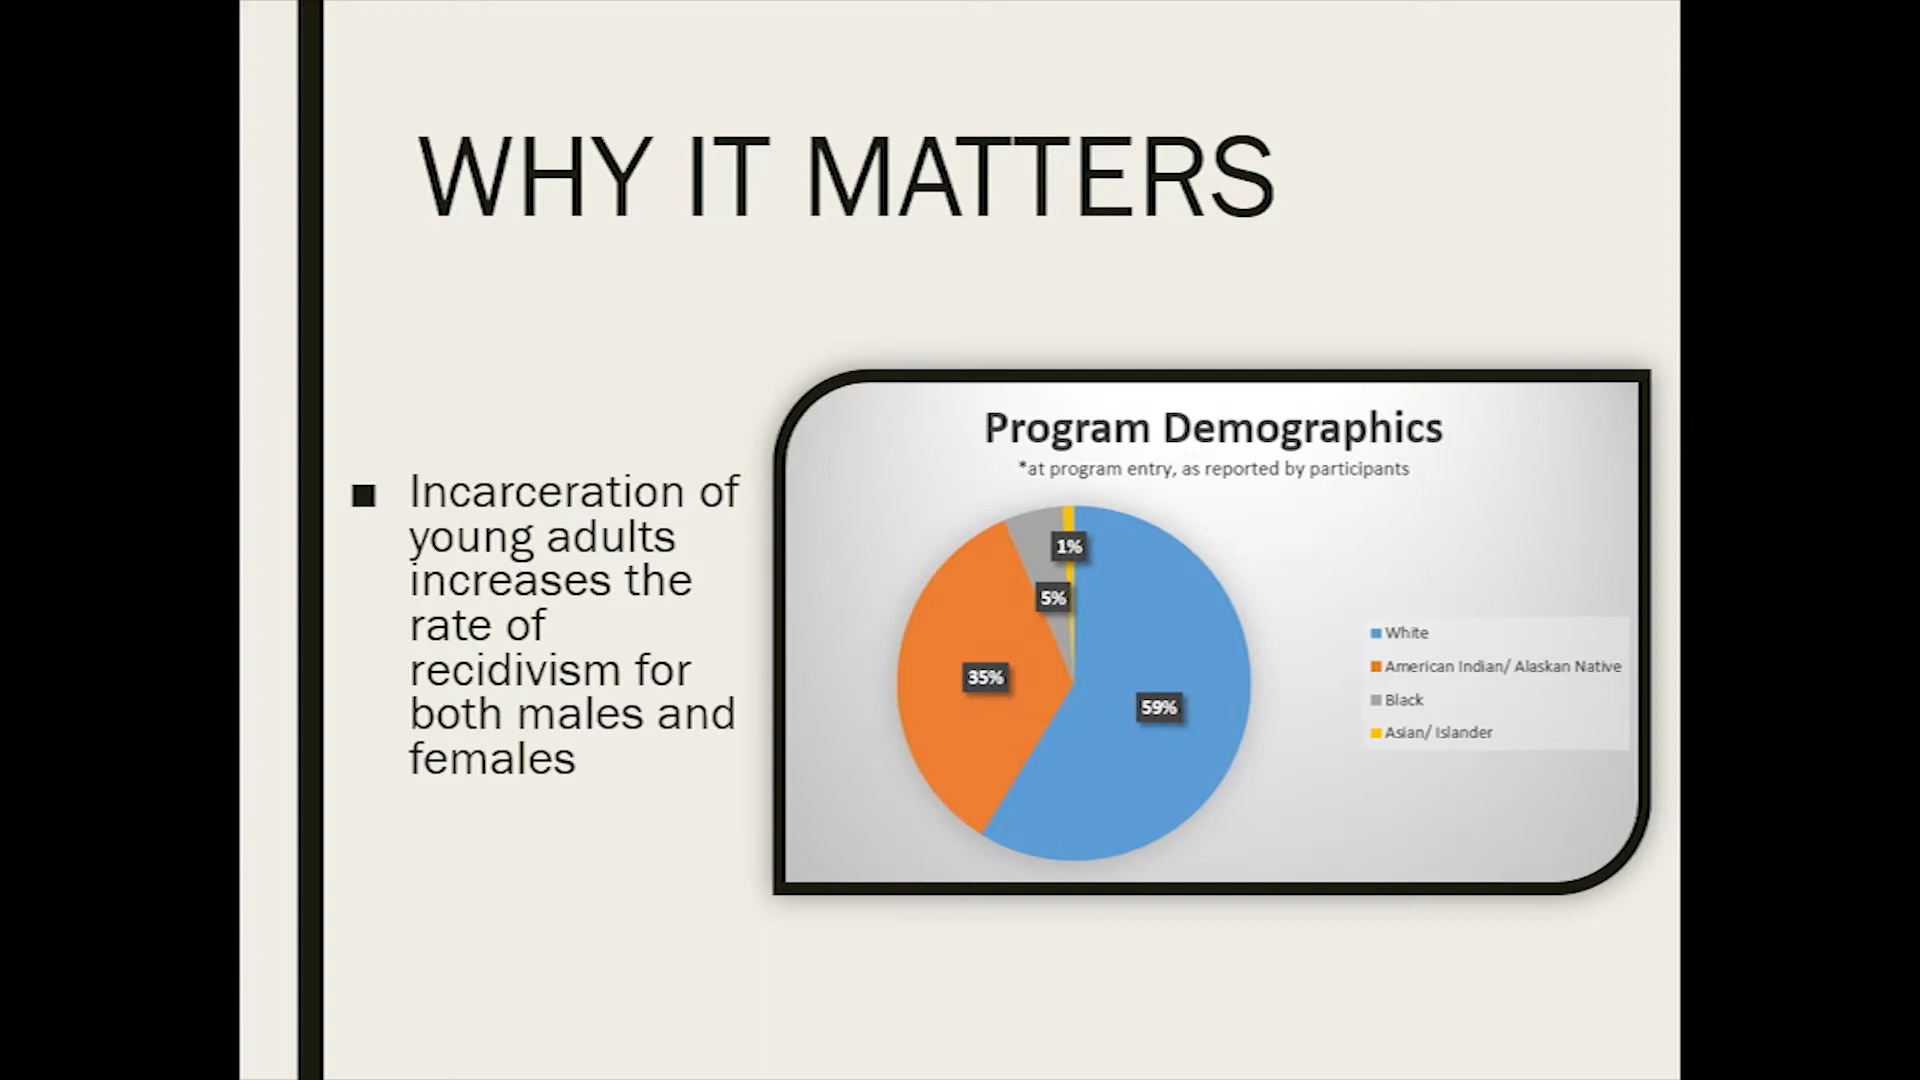 WHY IT MATTERS
Incarceration of
young adults
increases the
rate of
recidivism for
both males and
females
Program Demographics
*at program entry, as reported by participants
1%
5%
35%
59%
White
American Indian/ Alaskan Native
Black
Asian/ Islander